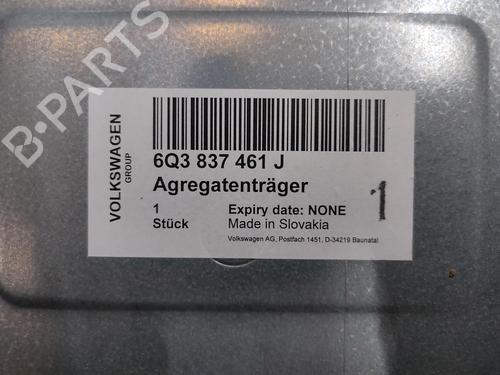 VOLKSWAGEN
GROUP
6Q3 837 461 J
Agregatenträger
1 Expiry date: NONE
Stück Made in Slovakia
Volkswagen AG, Postfach 1451, D-34219 Baunatal
1
B-PARTS